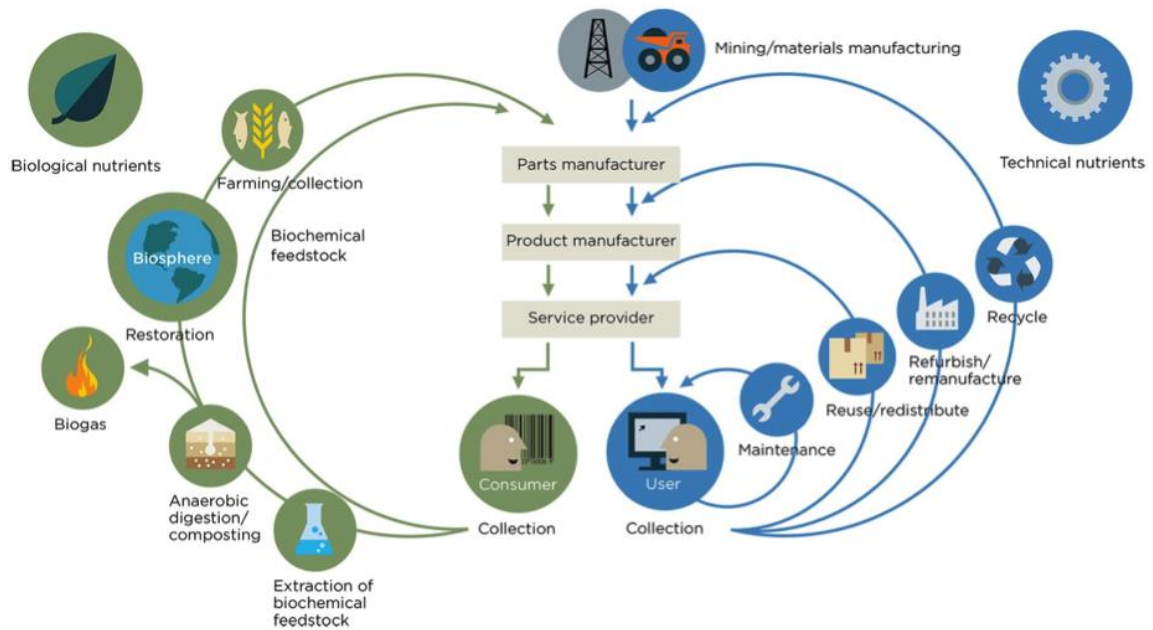 Mining/materials manufacturing
Biological nutrients
Technical nutrients
Farming/collection
Parts manufacturer
Biochemical
feedstock
Product manufacturer
Biosphere
Restoration
Service provider
Recycle
Refurbish/
remanufacture
Reuse/redistribute
Biogas
Maintenance
Consumer
User
Anaerobic
digestion/
composting
Collection
Collection
Extraction of
biochemical
feedstock